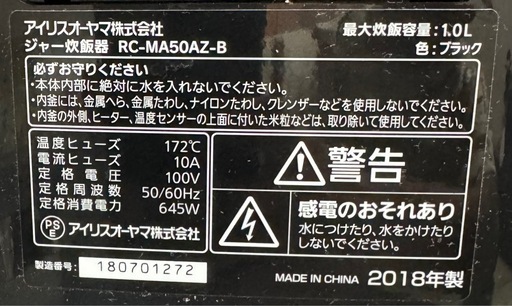 アイリスオーヤマ株式会社
最大炊飯容量:1.0L
ジャー炊飯器 RC-MA50AZ-B
色:ブラック
必ずお守りください
・本体内部に絶対に水を入れないでください。
・内釜には、金属へら、金属たわし、ナイロンたわし、クレンザーなどを使用しないでください。
・内釜の外側、ヒーター、温度センサーの上面に付いた米粒などは、取り除いて使用してください。
温度ヒューズ 172℃
電流ヒューズ 10A
定格電圧 100V
定格周波数 50/60Hz
定格消費電力 645W
PSE アイリスオーヤマ株式会社
製造番号: 180701272
警告
感電のおそれあり
水につけたり、水をかけたり
しないでください。
MADE IN CHINA 2018年製